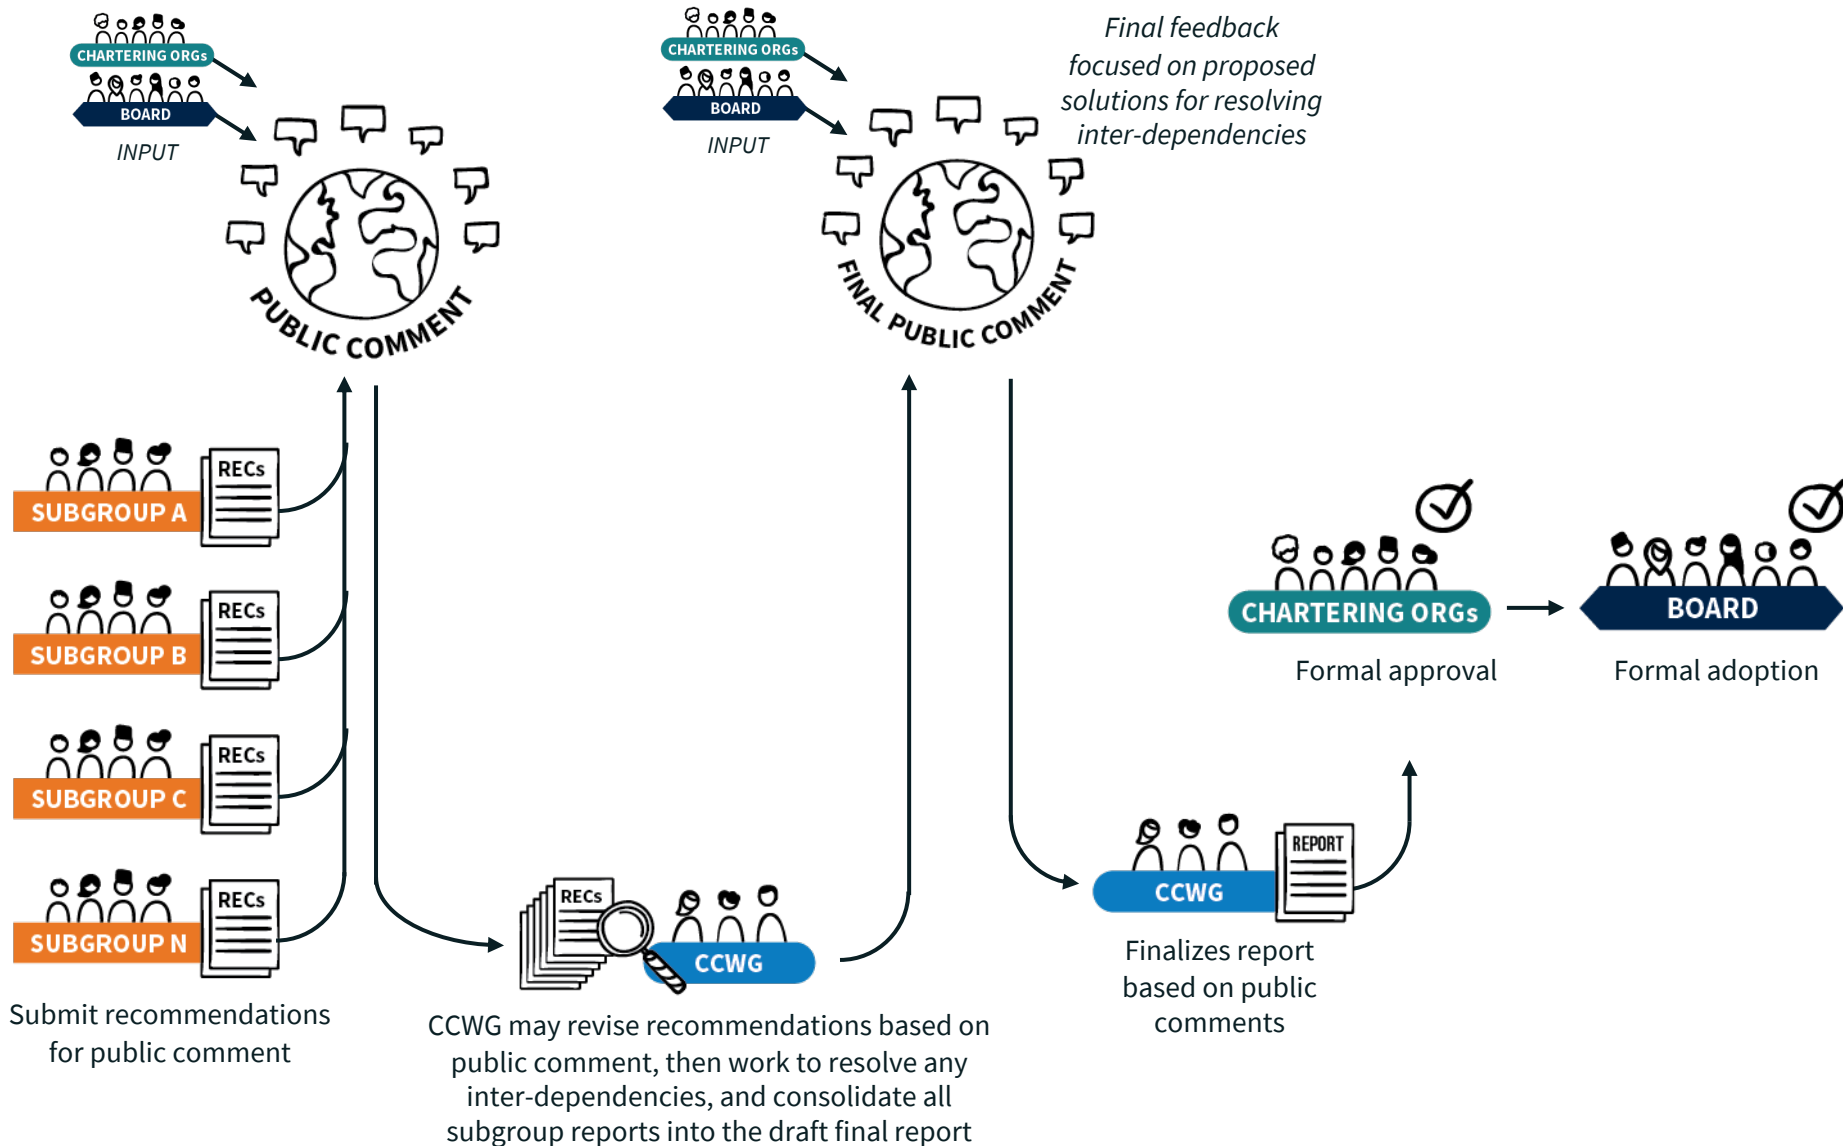 CHARTERING ORGs
BOARD
INPUT
PUBLIC COMMENT
CHARTERING ORGs
BOARD
INPUT
Final feedback
focused on proposed
solutions for resolving
inter-dependencies
FINAL PUBLIC COMMENT
SUBGROUP A
RECs
SUBGROUP B
RECs
SUBGROUP C
RECs
SUBGROUP N
RECs
Submit recommendations
for public comment
RECs
CCWG
CCWG may revise recommendations based on
public comment, then work to resolve any
inter-dependencies, and consolidate all
subgroup reports into the draft final report
CCWG
REPORT
Finalizes report
based on public
comments
CHARTERING ORGs
Formal approval
BOARD
Formal adoption